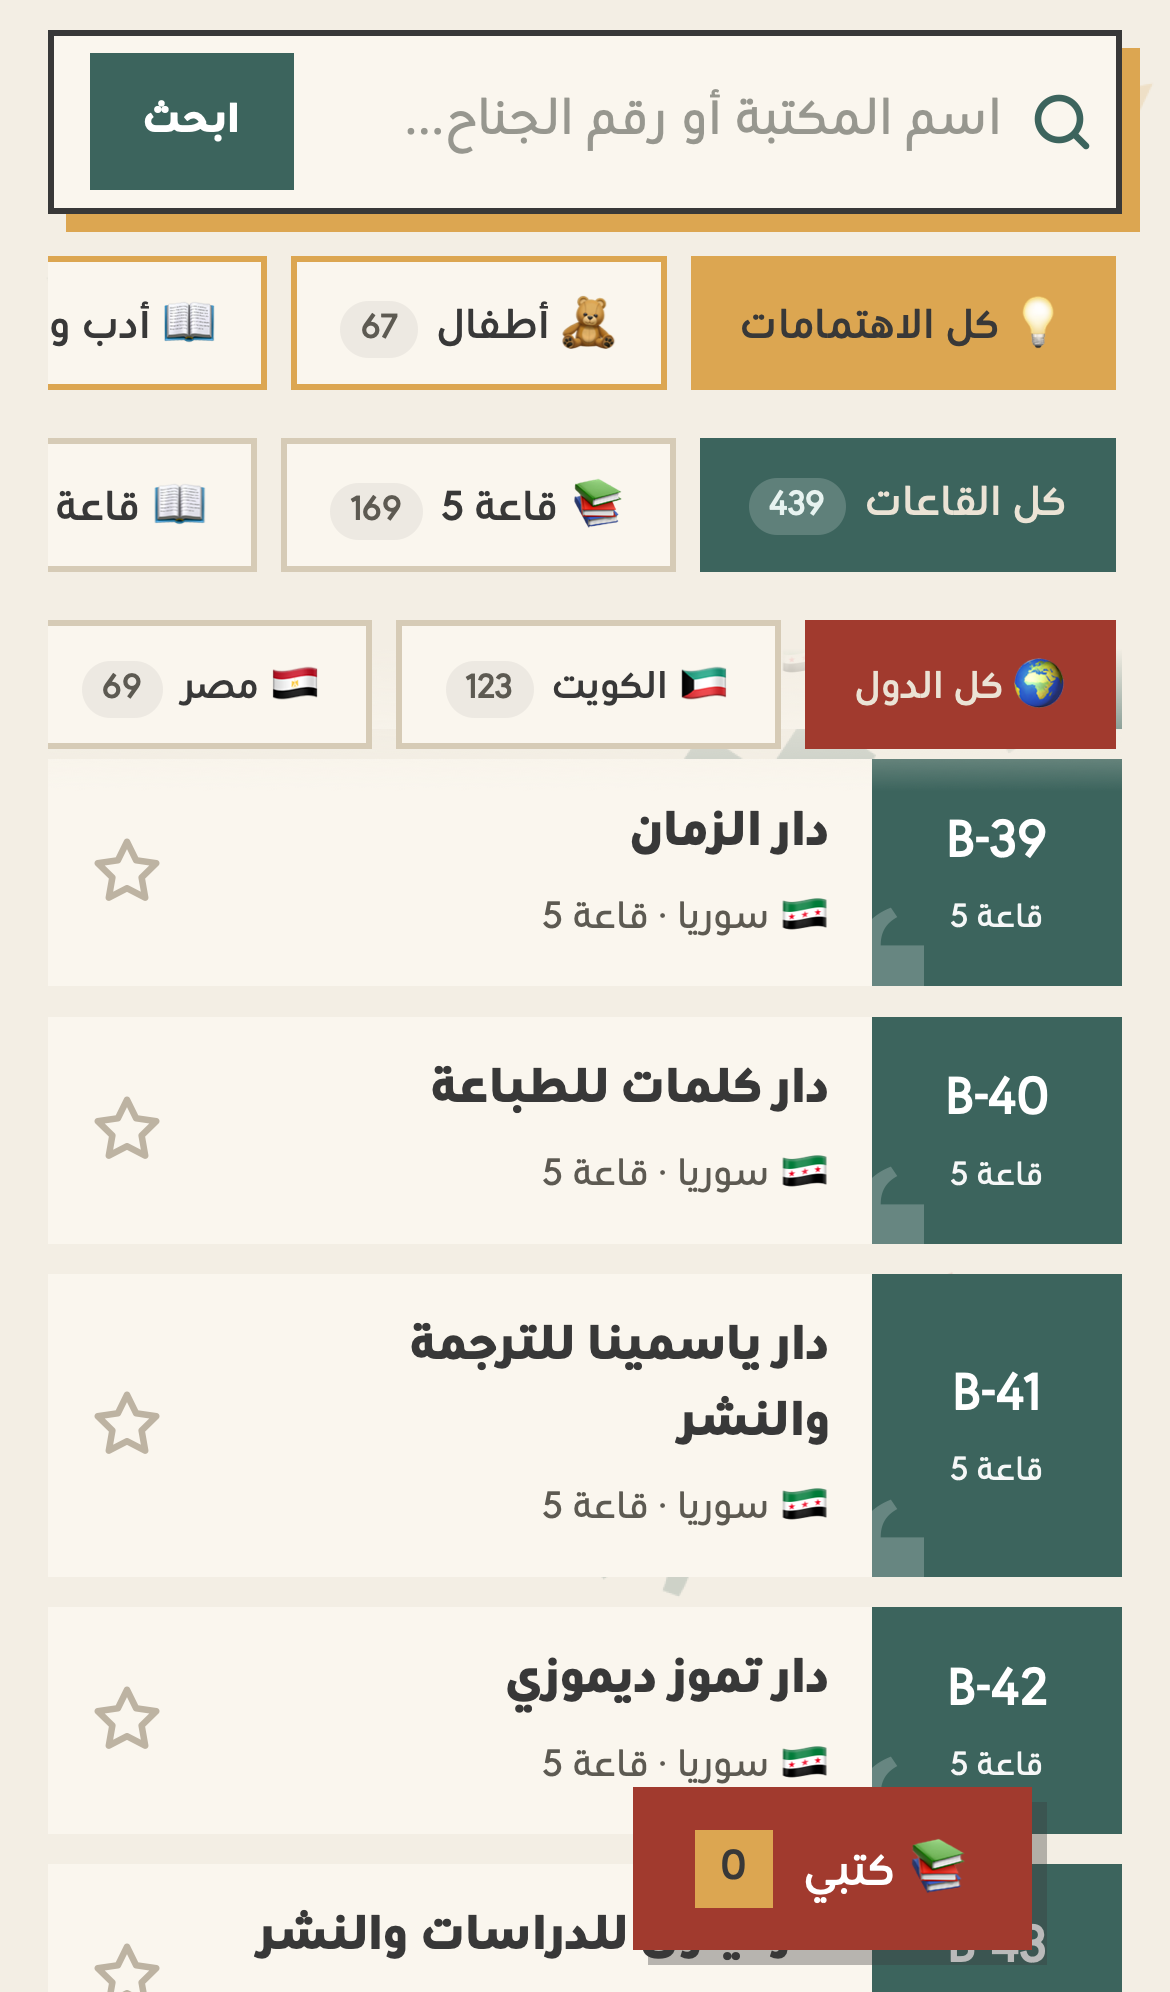 اسم المكتبة أو رقم الجناح...
ابحث
كل الاهتمامات
أطفال 67
أدب و
كل القاعات 439
قاعة 5 169
قاعة
كل الدول
الكويت 123
مصر 69
B-39
قاعة 5
دار الزمان
سوريا · قاعة 5
B-40
قاعة 5
دار كلمات للطباعة
سوريا · قاعة 5
B-41
قاعة 5
دار ياسمينا للترجمة
والنشر
سوريا · قاعة 5
B-42
قاعة 5
دار تموز ديموزي
سوريا · قاعة 5
كتبي 0
B-43
للدراسات والنشر